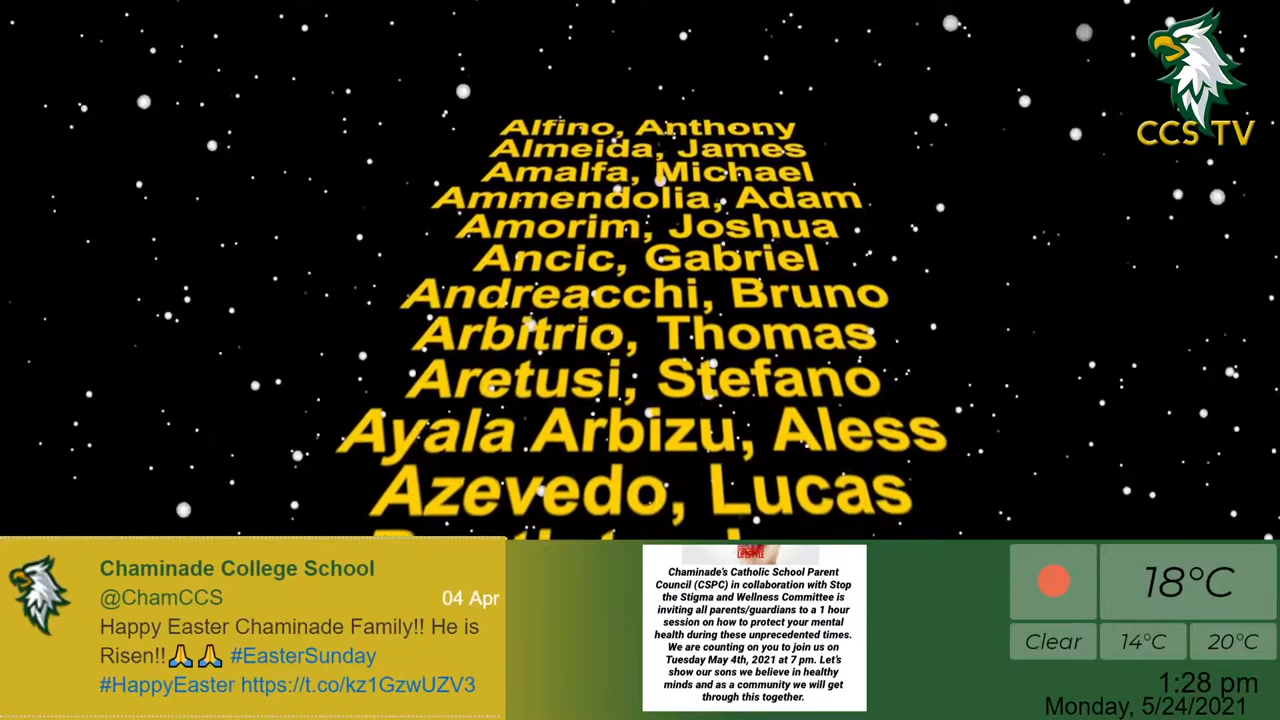 CCS TV
Alfino, Anthony
Almeida, James
Amalfa, Michael
Ammendolia, Adam
Amorim, Joshua
Ancic, Gabriel
Andreacchi, Bruno
Arbitrio, Thomas
Aretusi, Stefano
Ayala Arbizu, Aless
Azevedo, Lucas
Chaminade College School
@ChamCCS 04 Apr
Happy Easter Chaminade Family!! He is
Risen!!🙏🙏 #EasterSunday
#HappyEaster https://t.co/kz1GzwUZV3
LIFESTYLE
Chaminade's Catholic School Parent
Council (CSPC) in collaboration with Stop
the Stigma and Wellness Committee is
inviting all parents/guardians to a 1 hour
session on how to protect your mental
health during these unprecedented times.
We are counting on you to join us on
Tuesday May 4th, 2021 at 7 pm. Let's
show our sons we believe in healthy
minds and as a community we will get
through this together.
18°C
Clear 14°C 20°C
1:28 pm
Monday, 5/24/2021